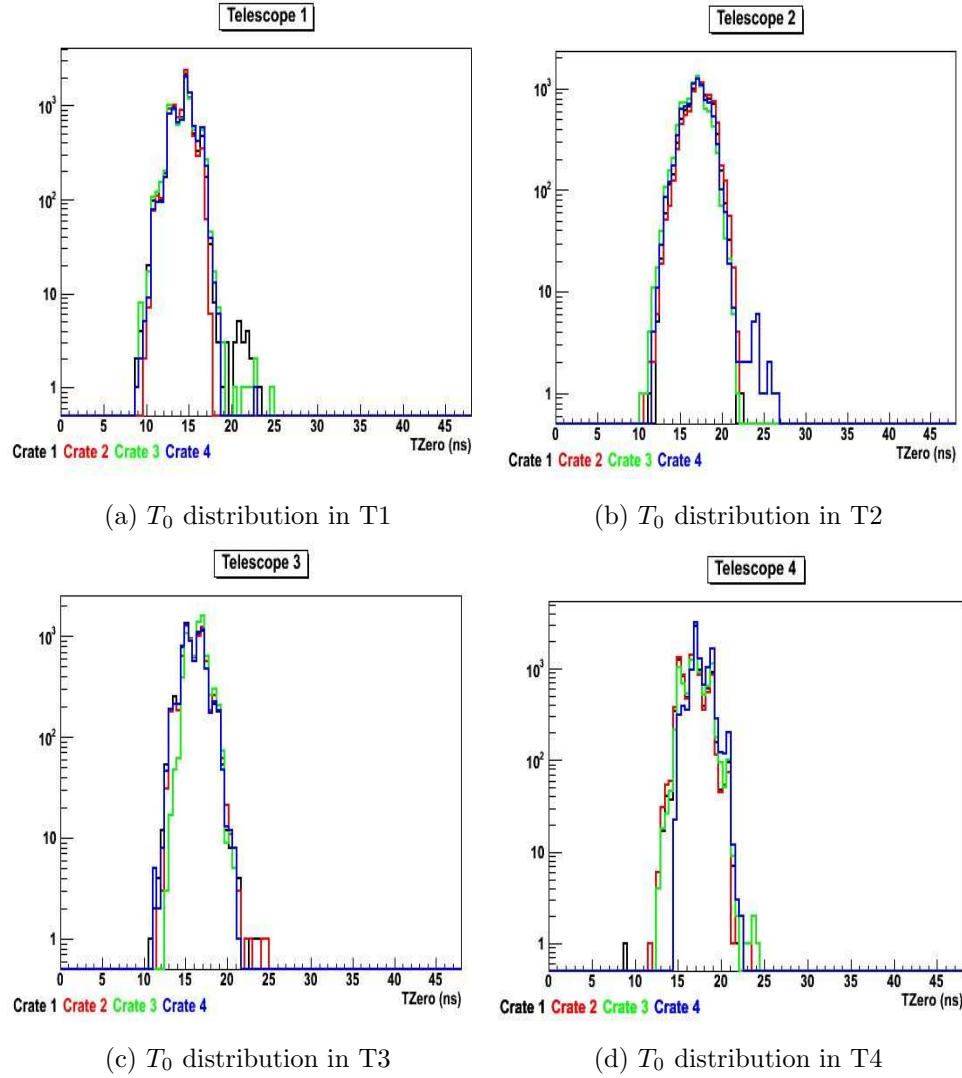 Telescope 1
10³
10²
10
1
0 5 10 15 20 25 30 35 40 45
TZero (ns)
Crate 1 Crate 2 Crate 3 Crate 4
(a) T₀ distribution in T1
Telescope 2
10³
10²
10
1
0 5 10 15 20 25 30 35 40 45
TZero (ns)
Crate 1 Crate 2 Crate 3 Crate 4
(b) T₀ distribution in T2
Telescope 3
10³
10²
10
1
0 5 10 15 20 25 30 35 40 45
TZero (ns)
Crate 1 Crate 2 Crate 3 Crate 4
(c) T₀ distribution in T3
Telescope 4
10³
10²
10
1
0 5 10 15 20 25 30 35 40 45
TZero (ns)
Crate 1 Crate 2 Crate 3 Crate 4
(d) T₀ distribution in T4